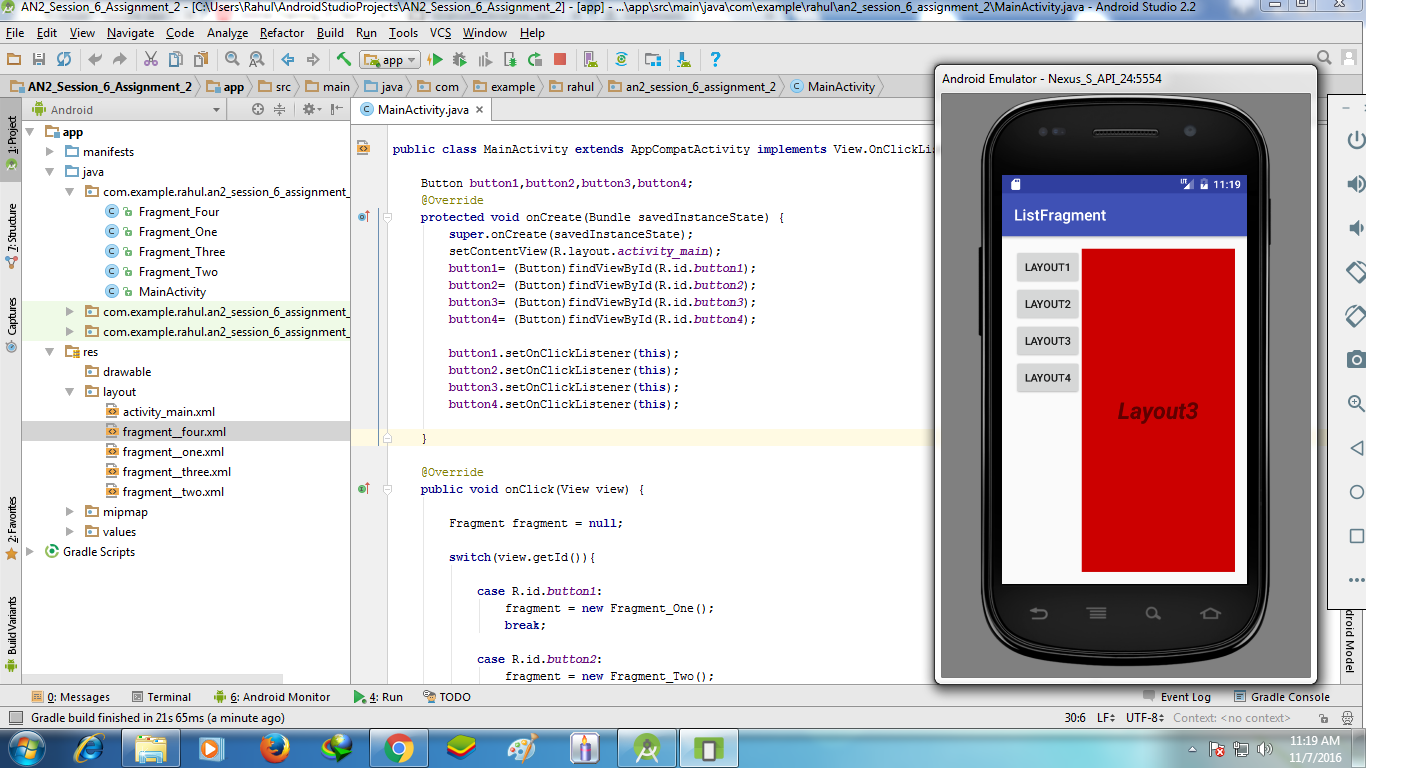 AN2_Session_6_Assignment_2 - [C:\Users\Rahul\AndroidStudioProjects\AN2_Session_6_Assignment_2] - [app] - ...\app\src\main\java\com\example\rahul\an2_session_6_assignment_2\MainActivity.java - Android Studio 2.2
File Edit View Navigate Code Analyze Refactor Build Run Tools VCS Window Help
app
AN2_Session_6_Assignment_2 app src main java com example rahul an2_session_6_assignment_2 MainActivity
Android
MainActivity.java
1: Project
7: Structure
Captures
2: Favorites
Build Variants
app
manifests
java
com.example.rahul.an2_session_6_assignment_
Fragment_Four
Fragment_One
Fragment_Three
Fragment_Two
MainActivity
com.example.rahul.an2_session_6_assignment_
com.example.rahul.an2_session_6_assignment_
res
drawable
layout
activity_main.xml
fragment__four.xml
fragment__one.xml
fragment__three.xml
fragment__two.xml
mipmap
values
Gradle Scripts
public class MainActivity extends AppCompatActivity implements View.OnClickLis
Button button1,button2,button3,button4;
@Override
protected void onCreate(Bundle savedInstanceState) {
super.onCreate(savedInstanceState);
setContentView(R.layout.activity_main);
button1= (Button)findViewById(R.id.button1);
button2= (Button)findViewById(R.id.button2);
button3= (Button)findViewById(R.id.button3);
button4= (Button)findViewById(R.id.button4);
button1.setOnClickListener(this);
button2.setOnClickListener(this);
button3.setOnClickListener(this);
button4.setOnClickListener(this);
}
@Override
public void onClick(View view) {
Fragment fragment = null;
switch(view.getId()){
case R.id.button1:
fragment = new Fragment_One();
break;
case R.id.button2:
fragment = new Fragment_Two();
Android Emulator - Nexus_S_API_24:5554
LTE 11:19
ListFragment
LAYOUT1
LAYOUT2
LAYOUT3
LAYOUT4
Layout3
ndroid Model
0: Messages Terminal 6: Android Monitor 4: Run TODO Event Log Gradle Console
Gradle build finished in 21s 65ms (a minute ago) 30:6 LF UTF-8 Context: <no context>
11:19 AM
11/7/2016